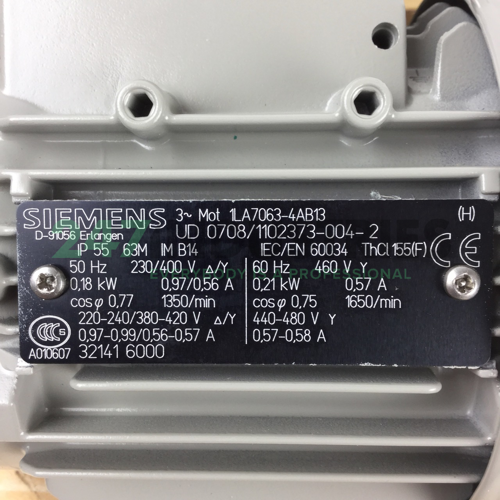 SIEMENS 3~ Mot 1LA7063-4AB13 (H)
D-91056 Erlangen UD 0708/1102373-004-2
IP 55 63M IM B14 IEC/EN 60034 ThCl.155(F) CE
50 Hz 230/400 V Δ/Y 60 Hz 460 V Y
0,18 kW 0,97/0,56 A 0,21 kW 0,57 A
cosφ 0,77 1350/min cosφ 0,75 1650/min
220-240/380-420 V Δ/Y 440-480 V Y
0,97-0,99/0,56-0,57 A 0,57-0,58 A
A010607 32141 6000